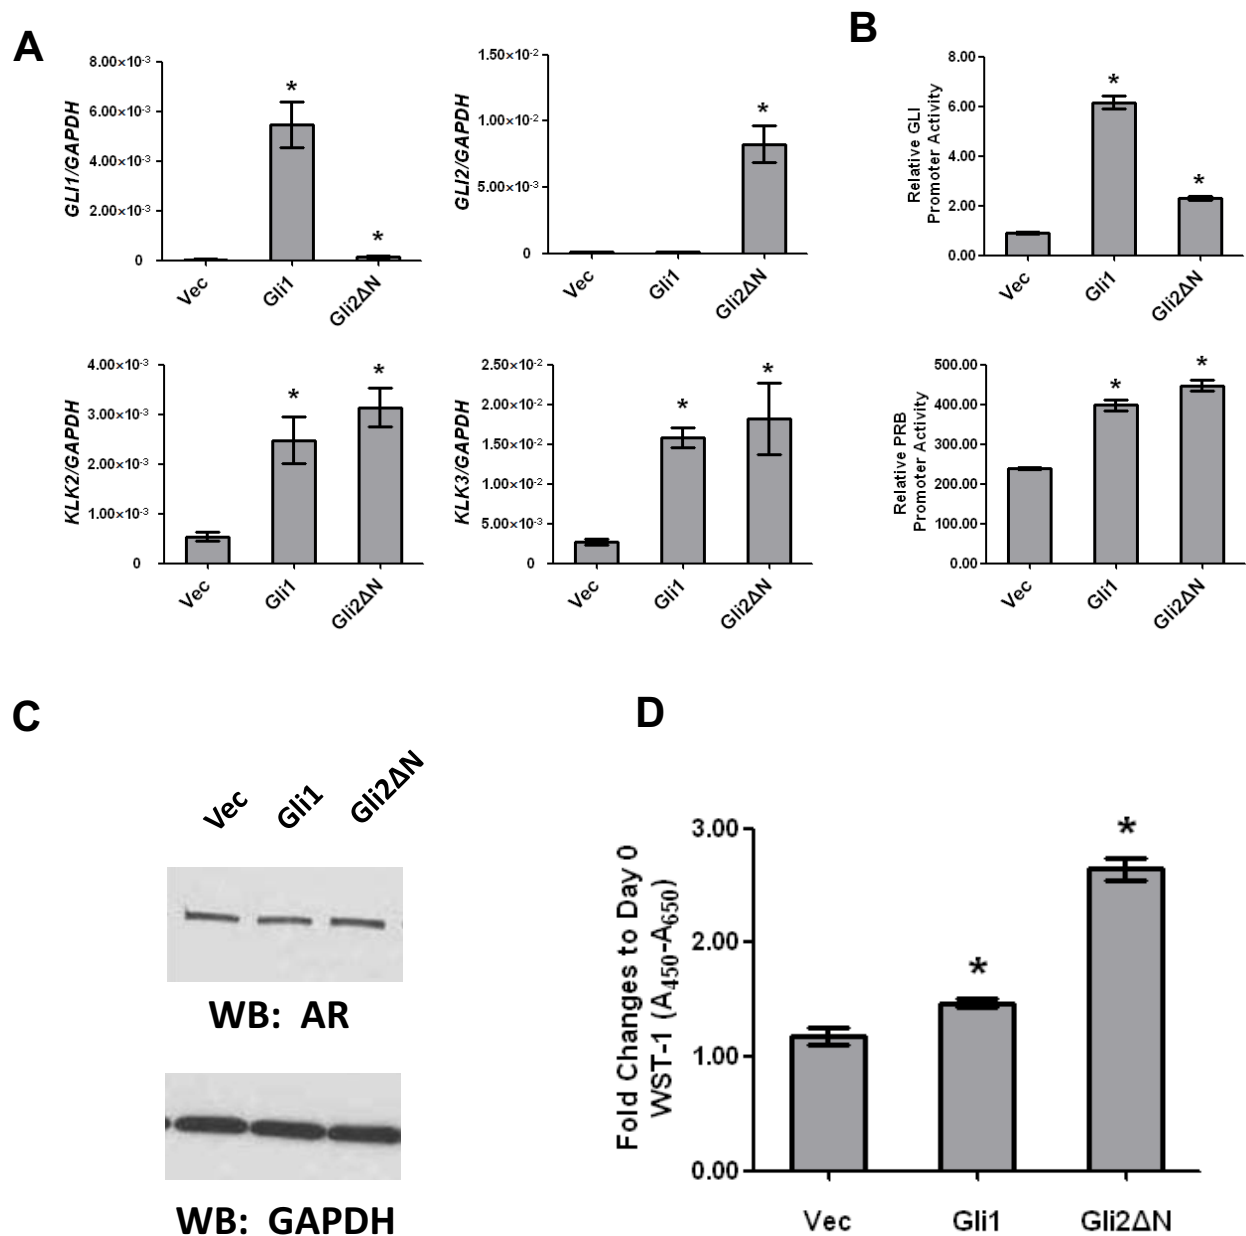 A
GLI1/GAPDH
8.00×10⁻³
6.00×10⁻³
4.00×10⁻³
2.00×10⁻³
0
*
*
Vec
Gli1
Gli2ΔN
GLI2/GAPDH
1.50×10⁻²
1.00×10⁻²
5.00×10⁻³
0
*
Vec
Gli1
Gli2ΔN
KLK2/GAPDH
4.00×10⁻³
3.00×10⁻³
2.00×10⁻³
1.00×10⁻³
0
*
*
Vec
Gli1
Gli2ΔN
KLK3/GAPDH
2.50×10⁻²
2.00×10⁻²
1.50×10⁻²
1.00×10⁻²
5.00×10⁻³
0
*
*
Vec
Gli1
Gli2ΔN
B
Relative GLI
Promoter Activity
8.00
6.00
4.00
2.00
0.00
*
*
Vec
Gli1
Gli2ΔN
Relative PRB
Promoter Activity
500.00
400.00
300.00
200.00
100.00
0.00
*
*
Vec
Gli1
Gli2ΔN
C
Vec
Gli1
Gli2ΔN
WB: AR
WB: GAPDH
D
Fold Changes to Day 0
WST-1 (A₄₅₀-A₆₅₀)
3.00
2.00
1.00
0.00
*
*
Vec
Gli1
Gli2ΔN